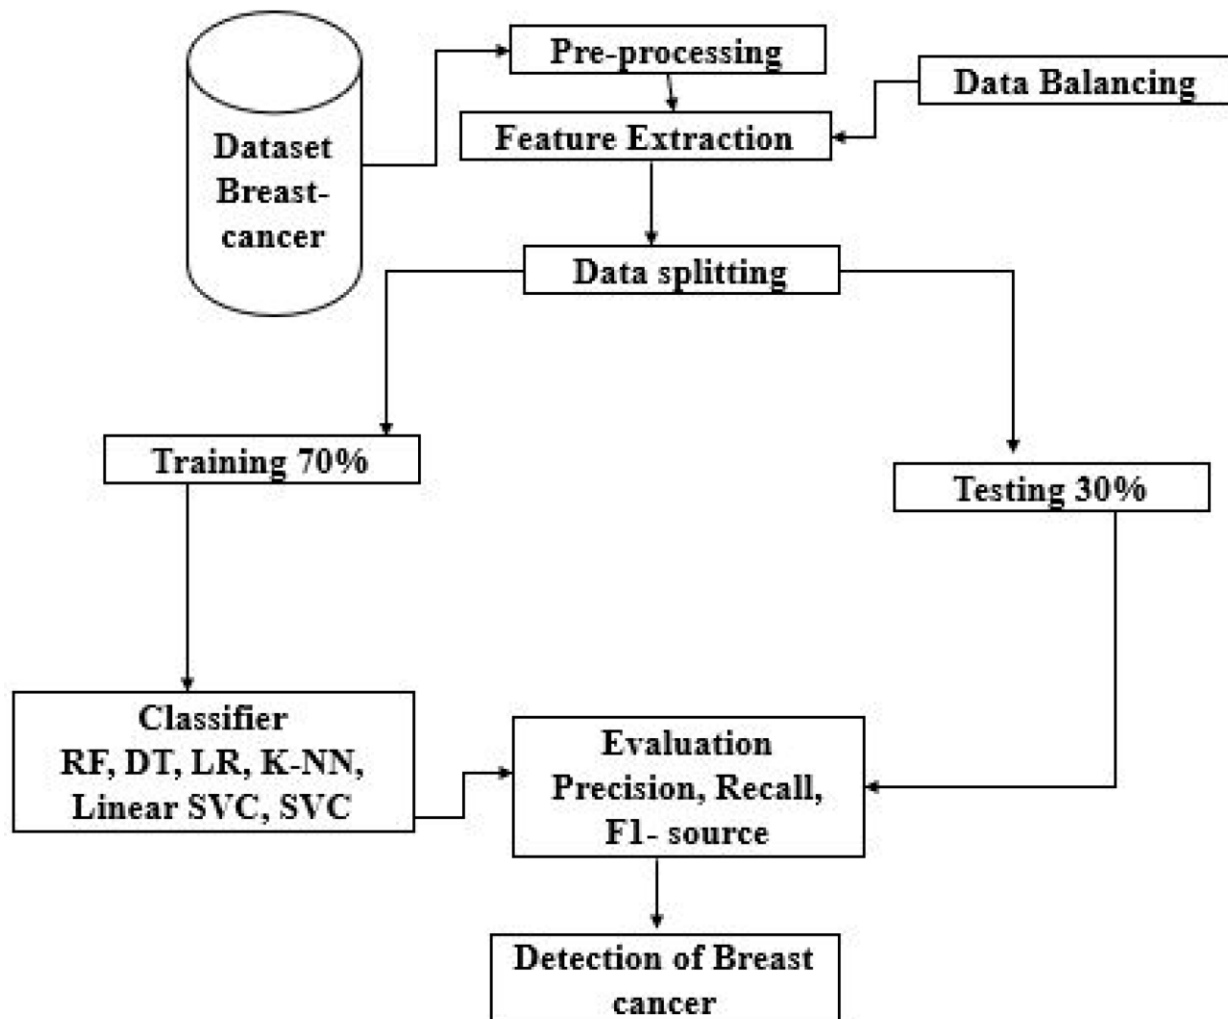 Pre-processing
Data Balancing
Dataset
Breast-
cancer
Feature Extraction
Data splitting
Training 70%
Testing 30%
Classifier
RF, DT, LR, K-NN,
Linear SVC, SVC
Evaluation
Precision, Recall,
F1- source
Detection of Breast
cancer